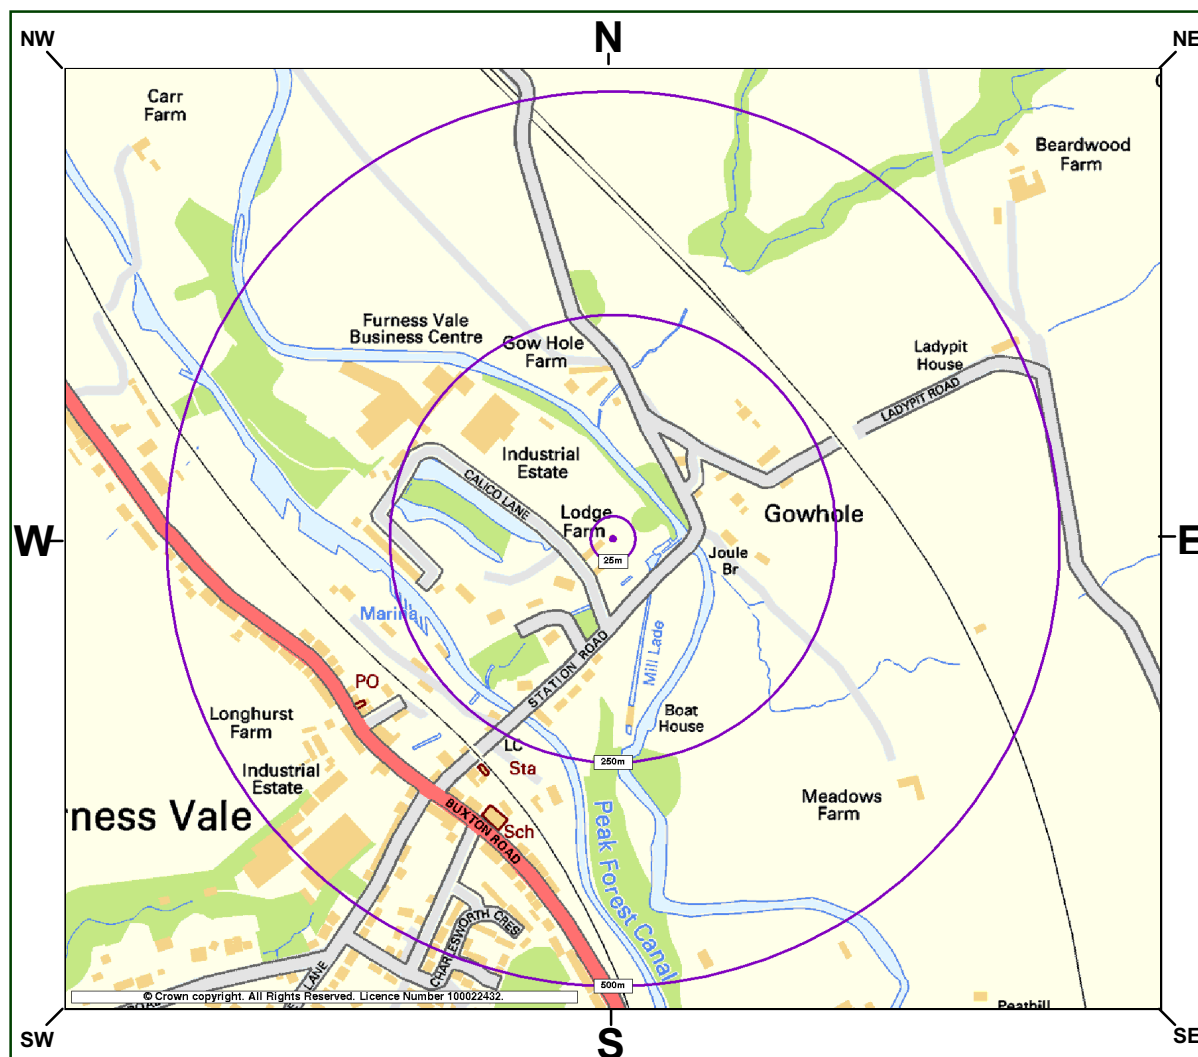 NW
N
NE
Carr
Farm
Beardwood
Farm
Furness Vale
Business Centre
Gow Hole
Farm
Ladypit
House
LADYPIT ROAD
Industrial
Estate
CALICO LANE
Lodge
Farm
Gowhole
W
E
25m
Joule
Br
Marina
Mill Lade
STATION ROAD
PO
Longhurst
Farm
Boat
House
LC
Sta
250m
Industrial
Estate
Meadows
Farm
rness Vale
BUXTON ROAD
Sch
Peak Forest Canal
CHARLESWORTH CRES
LANE
500m
© Crown copyright. All Rights Reserved. Licence Number 100022432.
Peathill
SW
S
SE